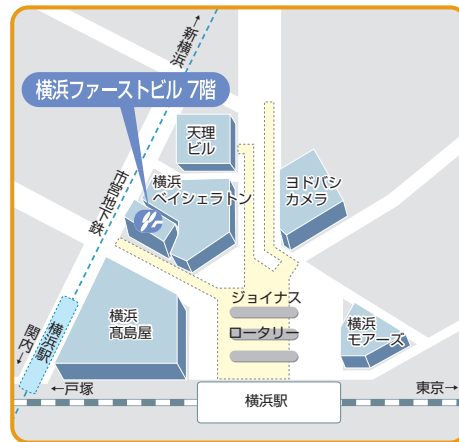 ←新横浜
横浜ファーストビル 7階
天理
ビル
横浜
ベイシェラトン
ヨドバシ
カメラ
市営地下鉄
ジョイナス
ロータリー
横浜
髙島屋
横浜
モアーズ
横浜駅
関内→
←戸塚
横浜駅
東京→